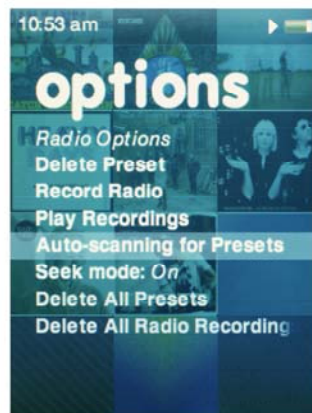 10:53 am
options
Radio Options
Delete Preset
Record Radio
Play Recordings
Auto-scanning for Presets
Seek mode: On
Delete All Presets
Delete All Radio Recording